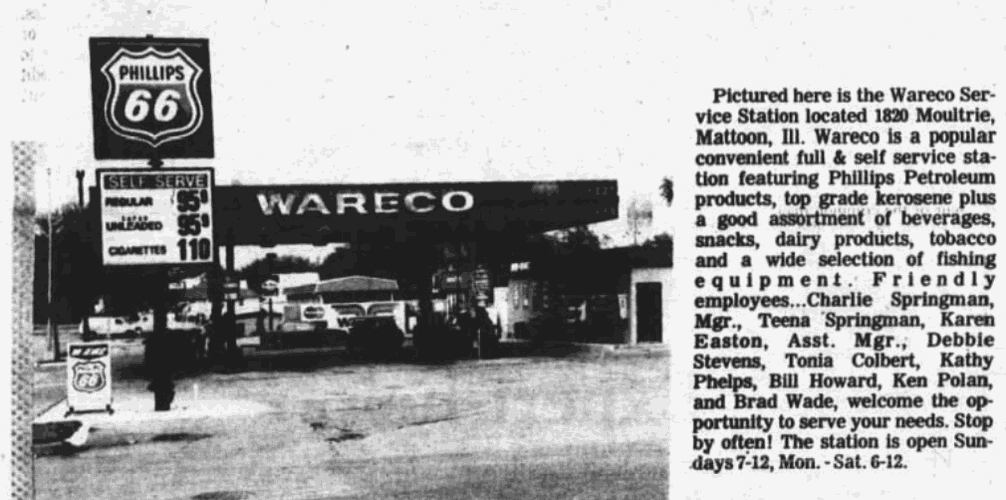 PHILLIPS
66
SELF SERVE
REGULAR 95⁹
UNLEADED 95⁹
CIGARETTES 110
WARECO
66
Pictured here is the Wareco Ser-
vice Station located 1820 Moultrie,
Mattoon, Ill. Wareco is a popular
convenient full & self service sta-
tion featuring Phillips Petroleum
products, top grade kerosene plus
a good assortment of beverages,
snacks, dairy products, tobacco
and a wide selection of fishing
equipment. Friendly
employees...Charlie Springman,
Mgr., Teena Springman, Karen
Easton, Asst. Mgr., Debbie
Stevens, Tonia Colbert, Kathy
Phelps, Bill Howard, Ken Polan,
and Brad Wade, welcome the op-
portunity to serve your needs. Stop
by often! The station is open Sun-
days 7-12, Mon. - Sat. 6-12.